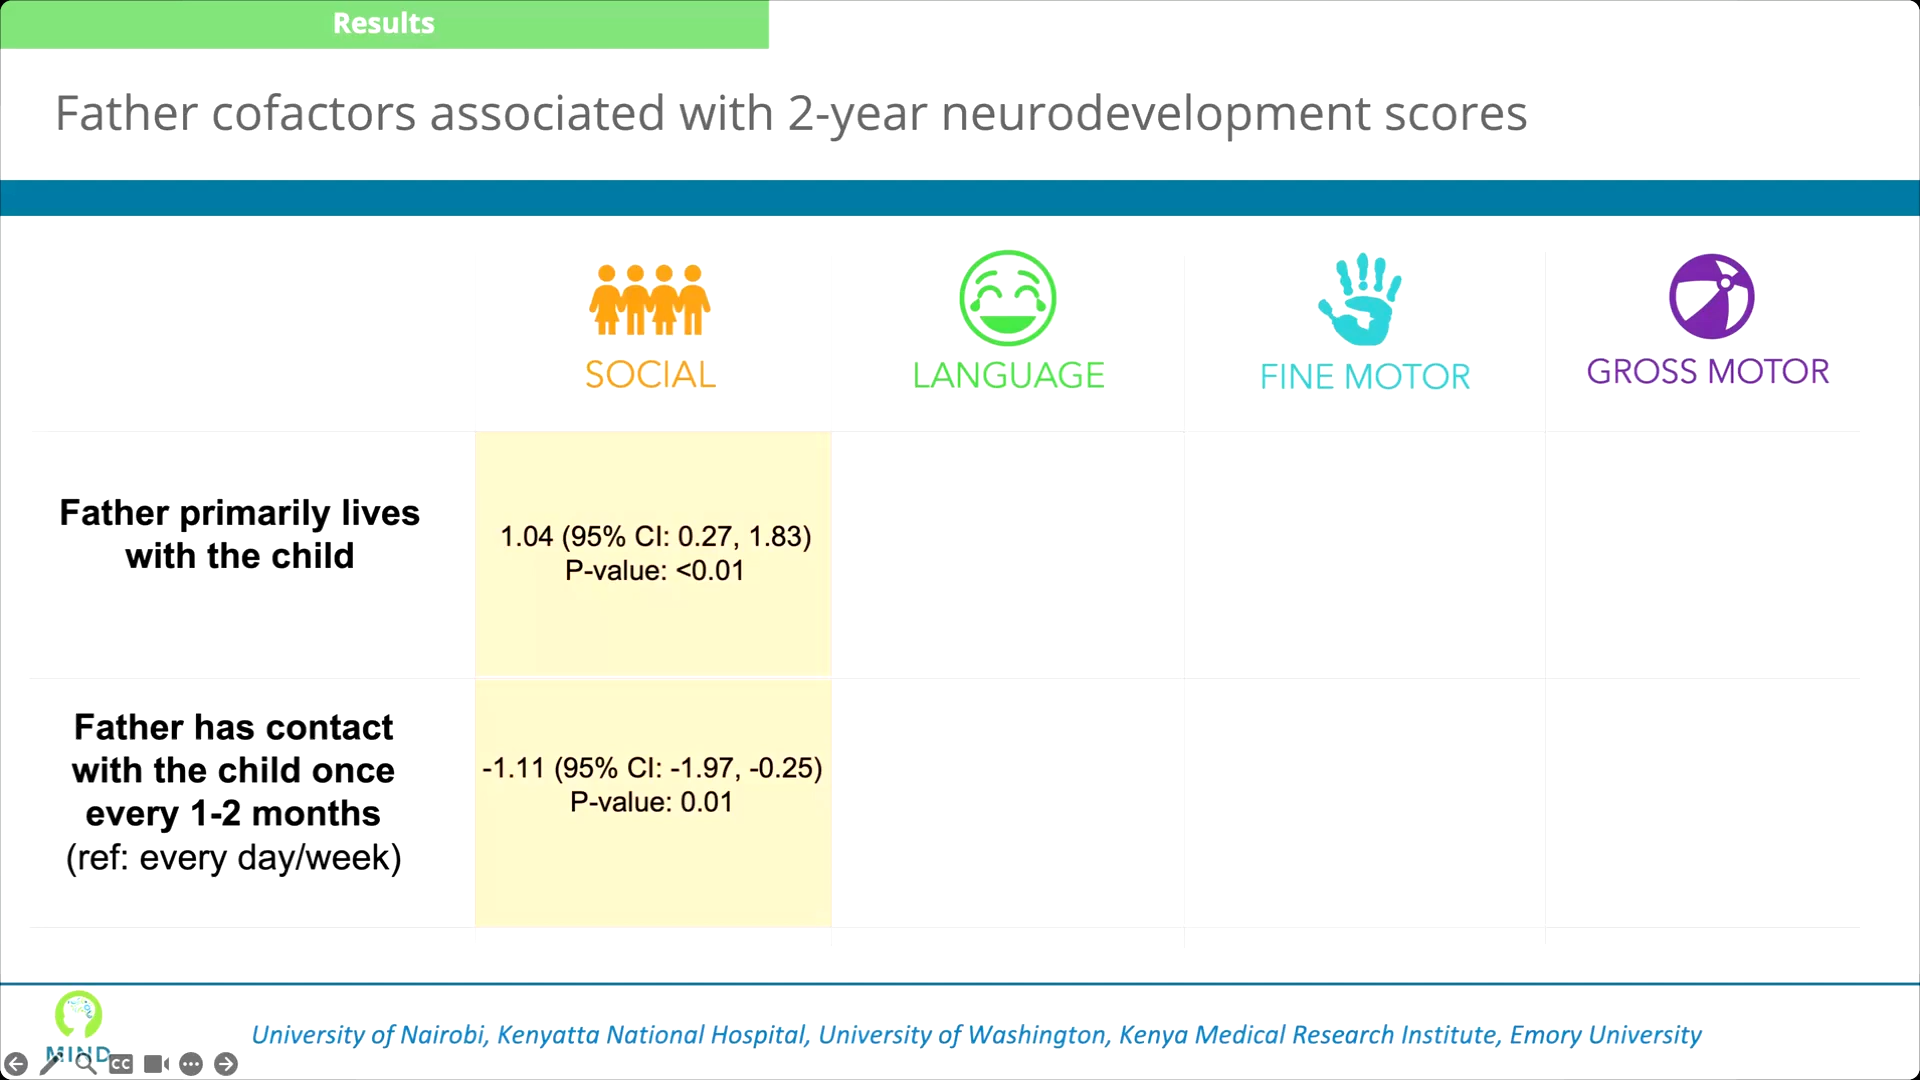 Results
Father cofactors associated with 2-year neurodevelopment scores
SOCIAL
LANGUAGE
FINE MOTOR
GROSS MOTOR
Father primarily lives
with the child
1.04 (95% CI: 0.27, 1.83)
P-value: <0.01
Father has contact
with the child once
every 1-2 months
(ref: every day/week)
-1.11 (95% CI: -1.97, -0.25)
P-value: 0.01
MIND
University of Nairobi, Kenyatta National Hospital, University of Washington, Kenya Medical Research Institute, Emory University
CC